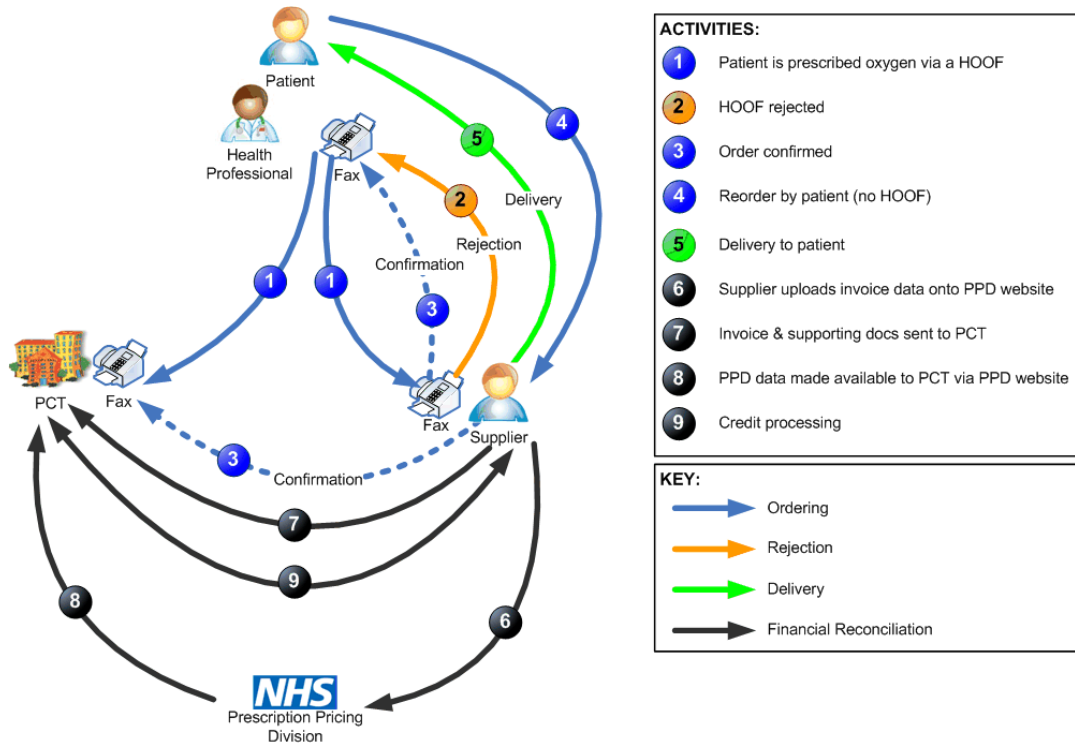 Patient
Health
Professional
Fax
4
5
Delivery
2
Rejection
Confirmation
1
1
3
PCT
Fax
Fax
Supplier
3
Confirmation
7
9
8
6
NHS
Prescription Pricing
Division
ACTIVITIES:
1 Patient is prescribed oxygen via a HOOF
2 HOOF rejected
3 Order confirmed
4 Reorder by patient (no HOOF)
5 Delivery to patient
6 Supplier uploads invoice data onto PPD website
7 Invoice & supporting docs sent to PCT
8 PPD data made available to PCT via PPD website
9 Credit processing
KEY:
Ordering
Rejection
Delivery
Financial Reconciliation